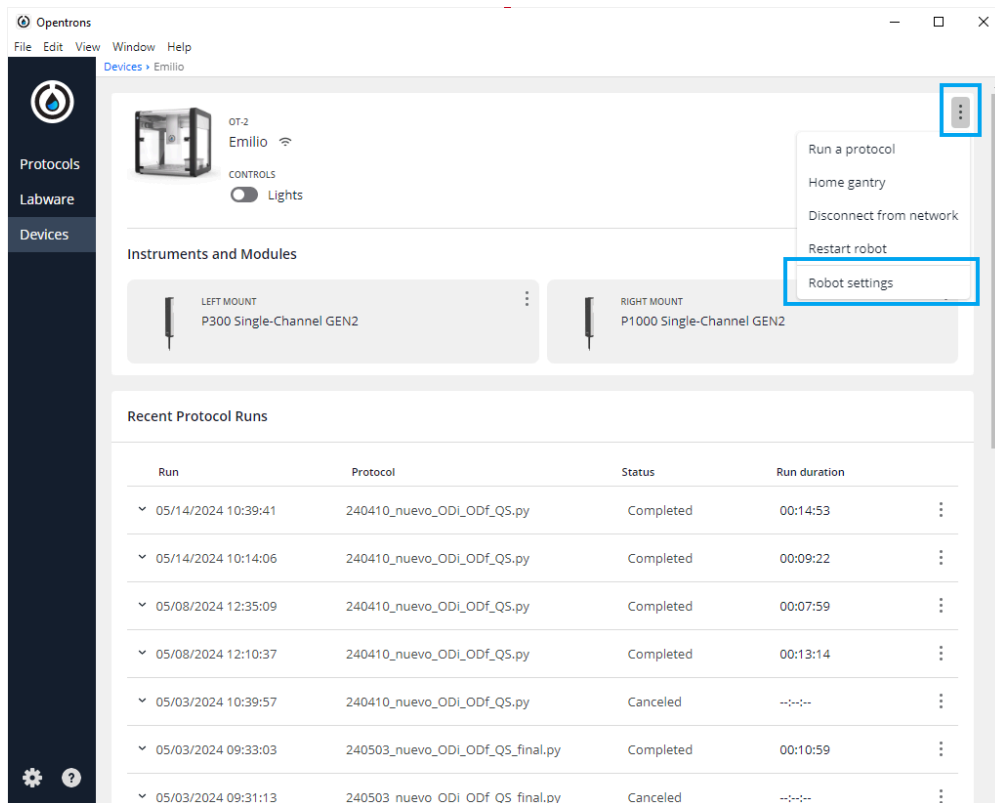 Opentrons
File Edit View Window Help
Devices › Emilio
OT-2
Emilio
CONTROLS
Lights
Run a protocol
Home gantry
Disconnect from network
Restart robot
Robot settings
Protocols
Labware
Devices
Instruments and Modules
LEFT MOUNT
P300 Single-Channel GEN2
RIGHT MOUNT
P1000 Single-Channel GEN2
Recent Protocol Runs
Run Protocol Status Run duration
05/14/2024 10:39:41 240410_nuevo_ODi_ODf_QS.py Completed 00:14:53
05/14/2024 10:14:06 240410_nuevo_ODi_ODf_QS.py Completed 00:09:22
05/08/2024 12:35:09 240410_nuevo_ODi_ODf_QS.py Completed 00:07:59
05/08/2024 12:10:37 240410_nuevo_ODi_ODf_QS.py Completed 00:13:14
05/03/2024 10:39:57 240410_nuevo_ODi_ODf_QS.py Canceled --:--:--
05/03/2024 09:33:03 240503_nuevo_ODi_ODf_QS_final.py Completed 00:10:59
05/03/2024 09:31:13 240503_nuevo_ODi_ODf_QS_final.py Canceled --:--:--